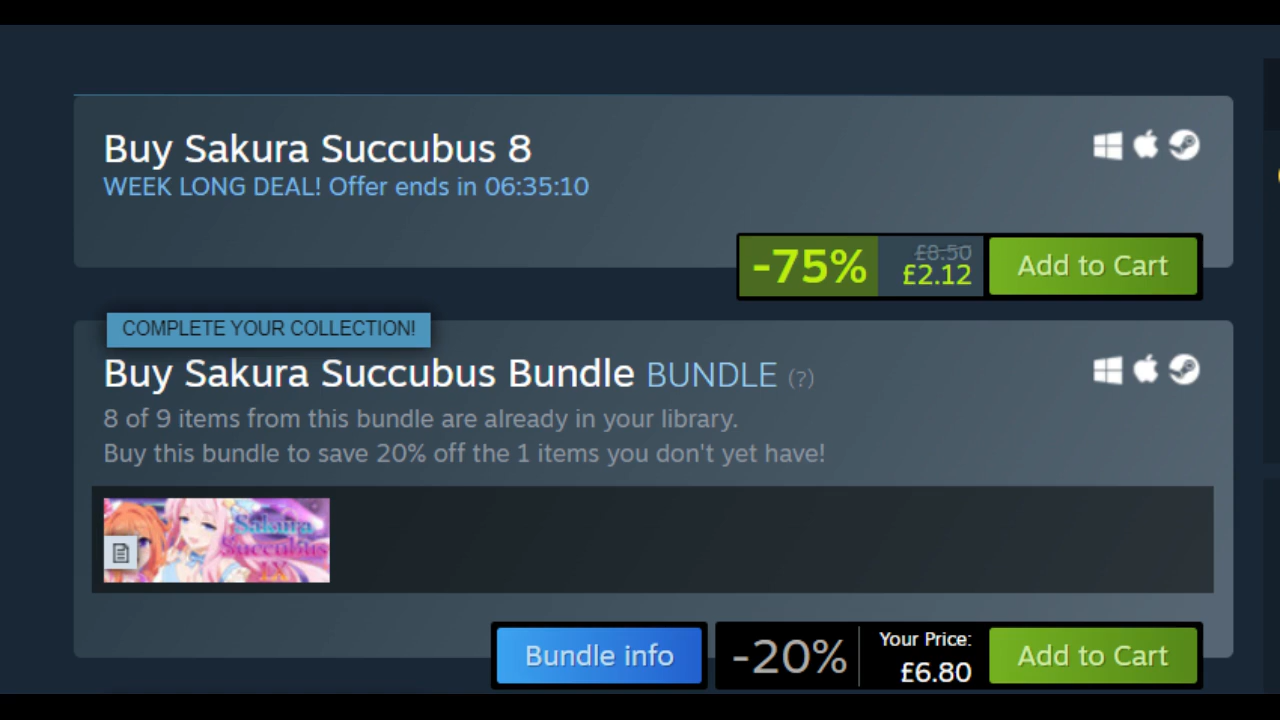 Buy Sakura Succubus 8
WEEK LONG DEAL! Offer ends in 06:35:10
-75%
£8.50
£2.12
Add to Cart
COMPLETE YOUR COLLECTION!
Buy Sakura Succubus Bundle BUNDLE (?)
8 of 9 items from this bundle are already in your library.
Buy this bundle to save 20% off the 1 items you don't yet have!
Sakura
Succubus
IX
Bundle info
-20%
Your Price:
£6.80
Add to Cart